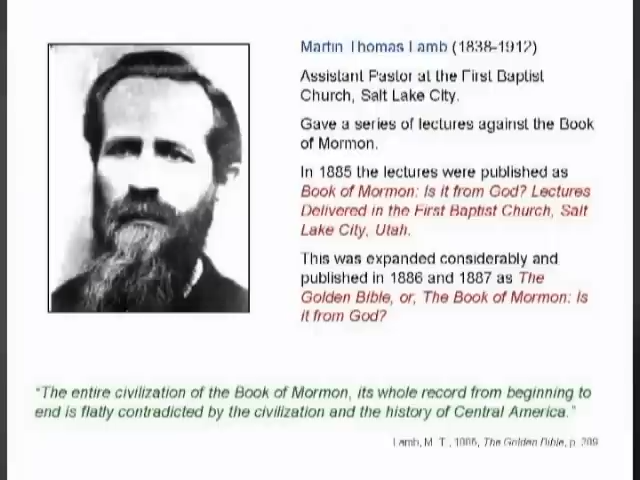 Martin Thomas Lamb (1838-1912)
Assistant Pastor at the First Baptist
Church, Salt Lake City.
Gave a series of lectures against the Book
of Mormon.
In 1885 the lectures were published as
Book of Mormon: Is it from God? Lectures
Delivered in the First Baptist Church, Salt
Lake City, Utah.
This was expanded considerably and
published in 1886 and 1887 as The
Golden Bible, or, The Book of Mormon: Is
it from God?
"The entire civilization of the Book of Mormon, its whole record from beginning to
end is flatly contradicted by the civilization and the history of Central America."
Lamb, M. T., The Golden Bible, p.